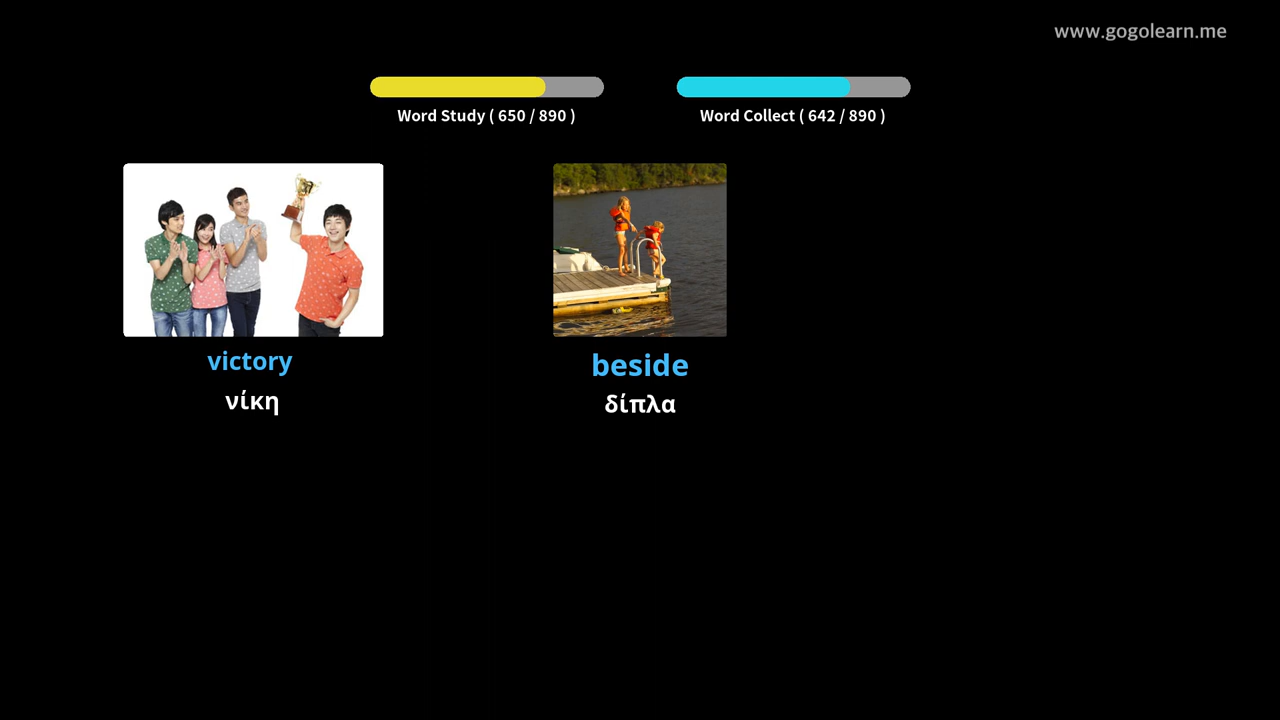 www.gogolearn.me
Word Study ( 650 / 890 )
Word Collect ( 642 / 890 )
victory
νίκη
beside
δίπλα